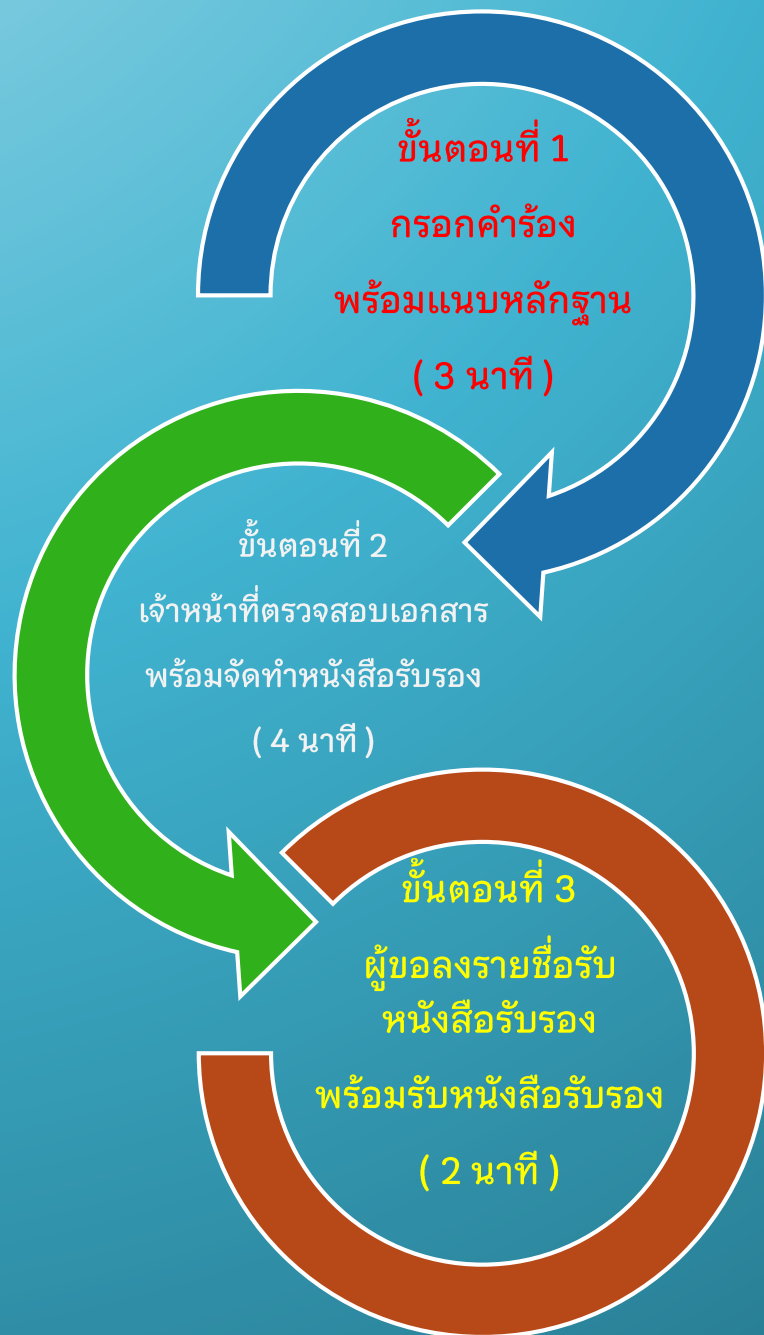 ขั้นตอนที่ 1
กรอกคำร้อง
พร้อมแนบหลักฐาน
( 3 นาที )
ขั้นตอนที่ 2
เจ้าหน้าที่ตรวจสอบเอกสาร
พร้อมจัดทำหนังสือรับรอง
( 4 นาที )
ขั้นตอนที่ 3
ผู้ขอลงรายชื่อรับ
หนังสือรับรอง
พร้อมรับหนังสือรับรอง
( 2 นาที )